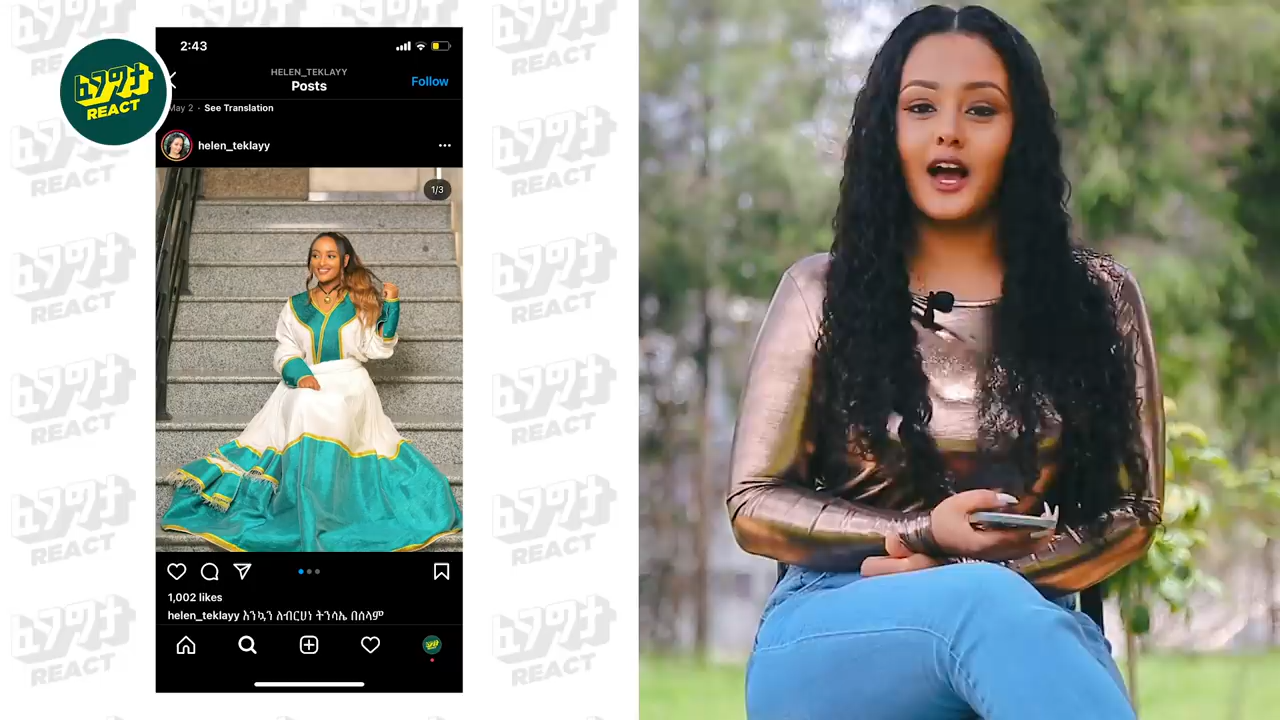 ፈገግታ
REACT
2:43
HELEN_TEKLAYY
Posts
Follow
May 2 · See Translation
helen_teklayy
1/3
1,002 likes
helen_teklayy እንኳን ለብርሀነ ትንሳኤ በሰላም